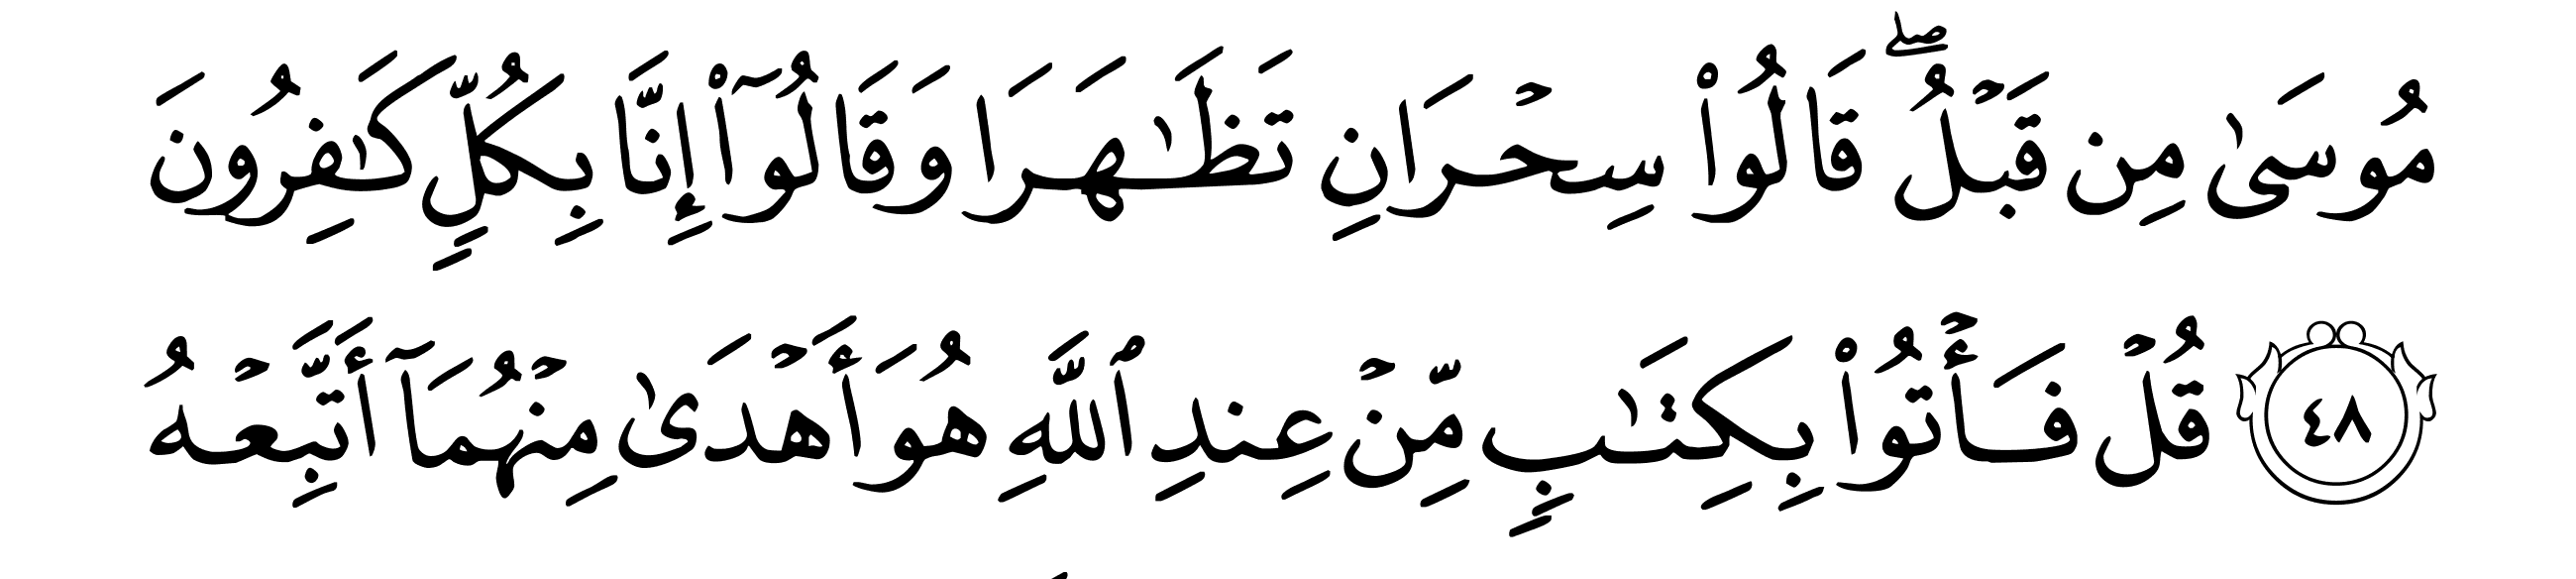 مُوسَىٰ مِن قَبْلُ ۖ قَالُوا۟ سِحْرَانِ تَظَـٰهَرَا وَقَالُوٓا۟ إِنَّا بِكُلٍّ كَـٰفِرُونَ
٤٨ قُلْ فَأْتُوا۟ بِكِتَـٰبٍ مِّنْ عِندِ ٱللَّهِ هُوَ أَهْدَىٰ مِنْهُمَآ أَتَّبِعْهُ